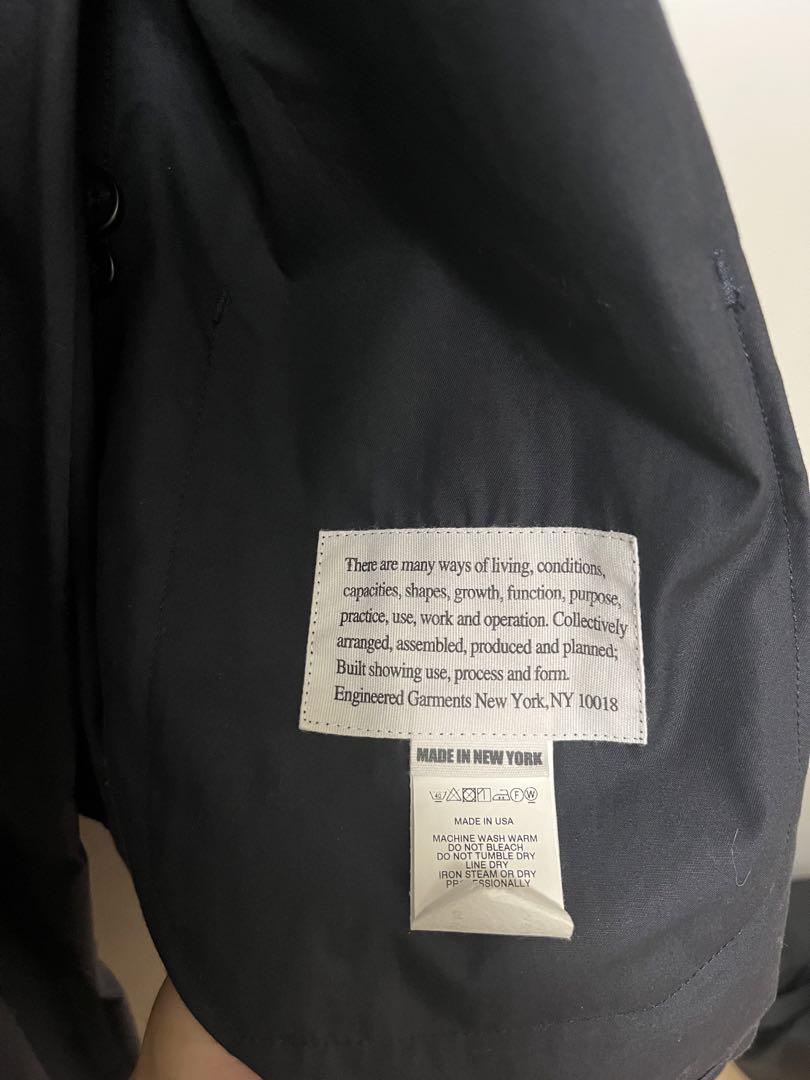 There are many ways of living, conditions,
capacities, shapes, growth, function, purpose,
practice, use, work and operation. Collectively
arranged, assembled, produced and planned;
Built showing use, process and form.
Engineered Garments New York, NY 10018
MADE IN NEW YORK
MADE IN USA
MACHINE WASH WARM
DO NOT BLEACH
DO NOT TUMBLE DRY
LINE DRY
IRON STEAM OR DRY